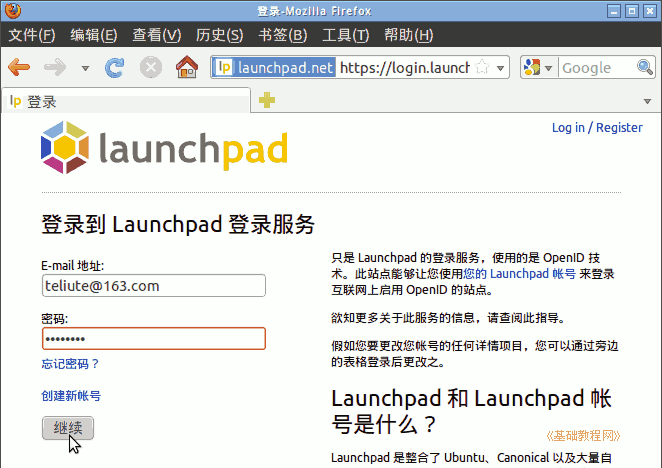 登录-Mozilla Firefox
文件(F) 编辑(E) 查看(V) 历史(S) 书签(B) 工具(T) 帮助(H)
lp launchpad.net https://login.launch Google
lp 登录
Log in / Register
launchpad
登录到 Launchpad 登录服务
E-mail 地址:
teliute@163.com
密码:
••••••••
忘记密码？
创建新帐号
继续
只是 Launchpad 的登录服务，使用的是 OpenID 技
术。此站点能够让您使用您的 Launchpad 帐号 来登录
互联网上启用 OpenID 的站点。
欲知更多关于此服务的信息，请查阅此指导。
假如您要更改您帐号的任何详情项目，您可以通过旁边
的表格登录后更改之。
Launchpad 和 Launchpad 帐
号是什么？
《基础教程网》
Launchpad 是整合了 Ubuntu、Canonical 以及大量自